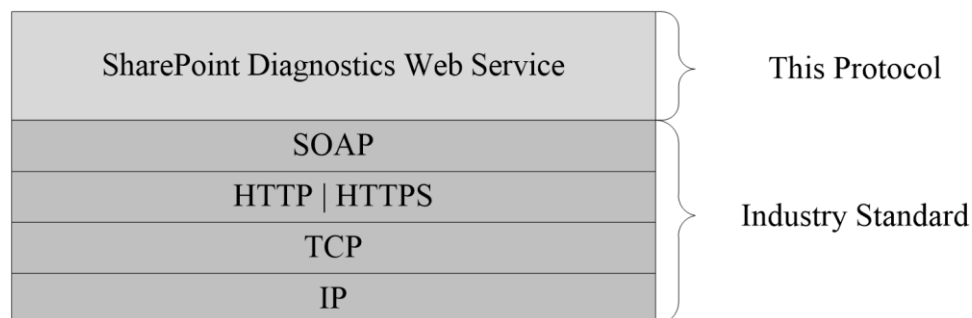 SharePoint Diagnostics Web Service
This Protocol
SOAP
HTTP | HTTPS
TCP
IP
Industry Standard